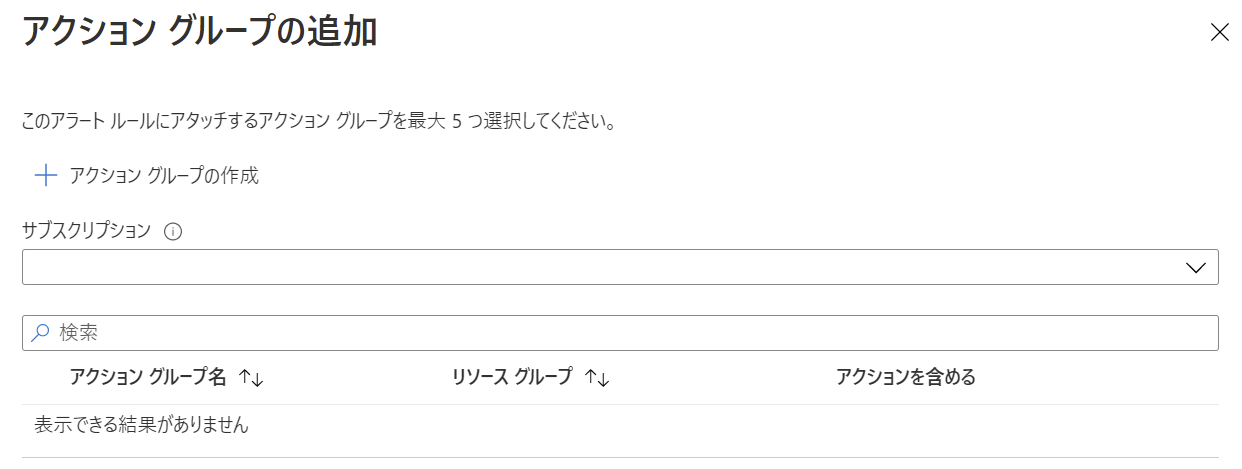 アクション グループの追加
このアラート ルールにアタッチするアクション グループを最大 5 つ選択してください。
アクション グループの作成
サブスクリプション
検索
アクション グループ名 ↑↓ リソース グループ ↑↓ アクションを含める
表示できる結果がありません